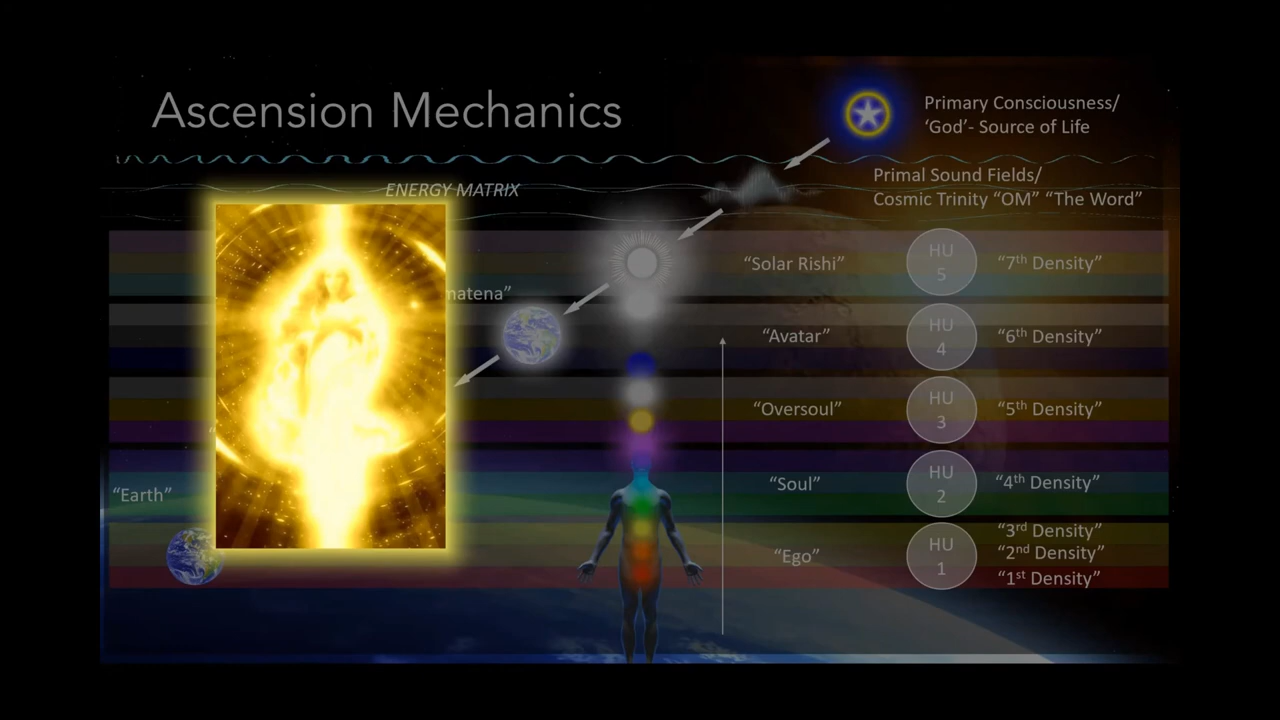 Ascension Mechanics
Primary Consciousness/
‘God’- Source of Life
Primal Sound Fields/
Cosmic Trinity “OM” “The Word”
ENERGY MATRIX
“Solar Rishi”
HU
5
“7th Density”
“Avatar”
HU
4
“6th Density”
“Oversoul”
HU
3
“5th Density”
“Earth”
“Soul”
HU
2
“4th Density”
“Ego”
HU
1
“3rd Density”
“2nd Density”
“1st Density”